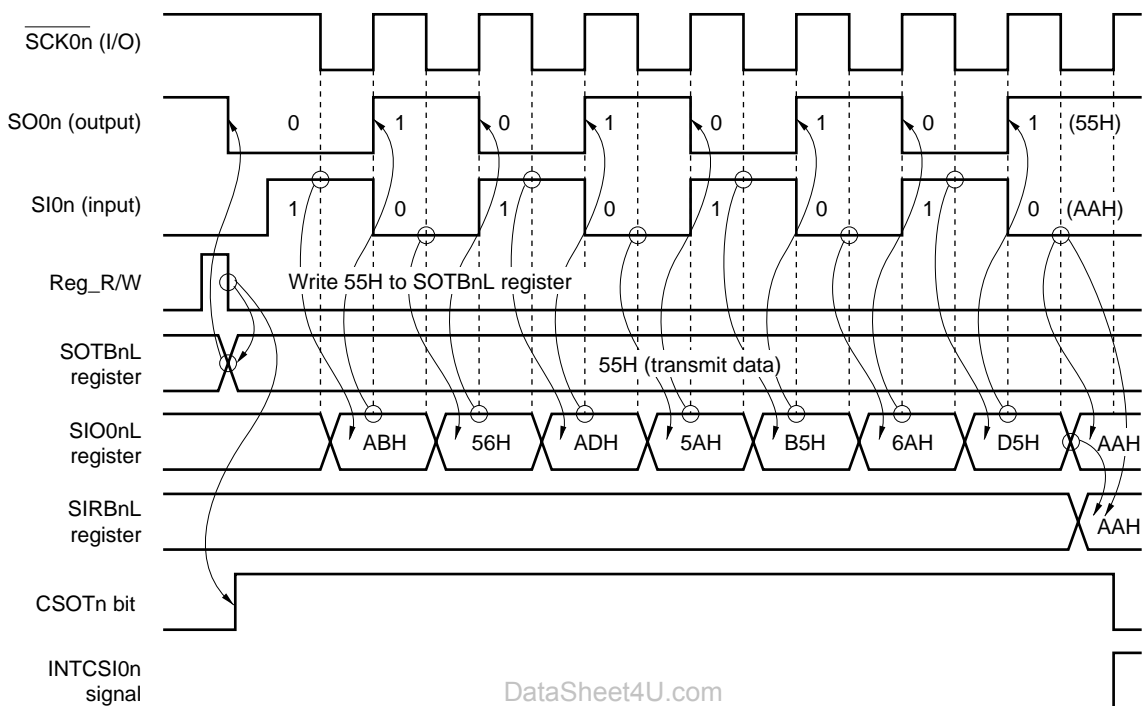 SCK0n (I/O)
SO0n (output) 0 1 0 1 0 1 0 1 (55H)
SI0n (input) 1 0 1 0 1 0 1 0 (AAH)
Reg_R/W Write 55H to SOTBnL register
SOTBnL
register
55H (transmit data)
SIO0nL
register
ABH 56H ADH 5AH B5H 6AH D5H AAH
SIRBnL
register
AAH
CSOTn bit
INTCSI0n
signal
DataSheet4U.com